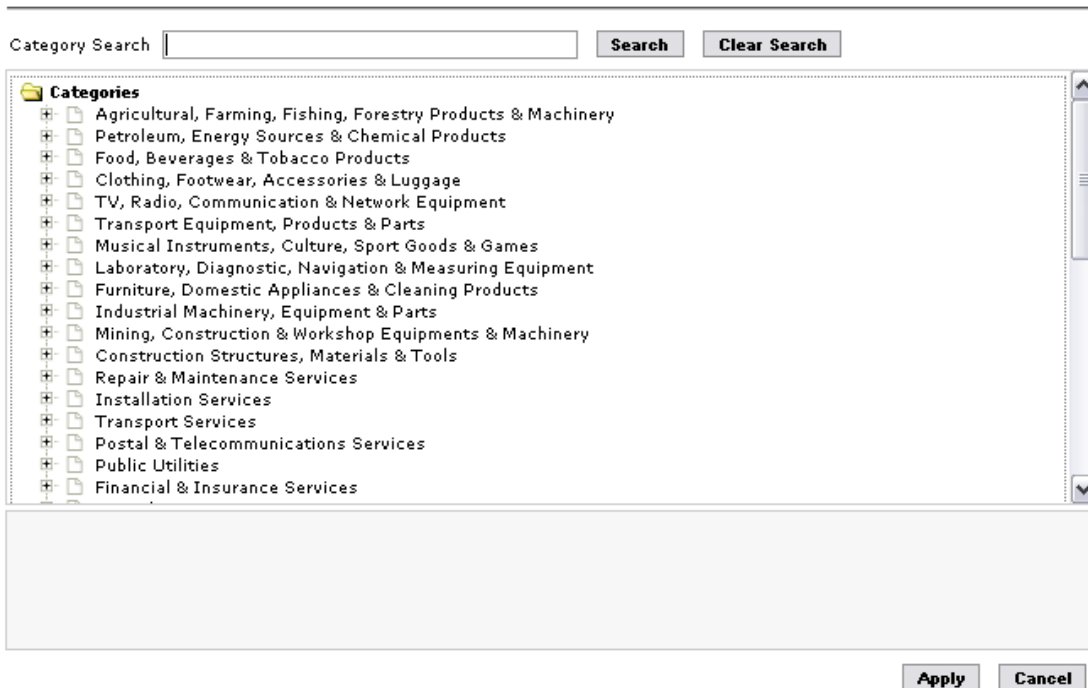 Category Search Search Clear Search
Categories
Agricultural, Farming, Fishing, Forestry Products & Machinery
Petroleum, Energy Sources & Chemical Products
Food, Beverages & Tobacco Products
Clothing, Footwear, Accessories & Luggage
TV, Radio, Communication & Network Equipment
Transport Equipment, Products & Parts
Musical Instruments, Culture, Sport Goods & Games
Laboratory, Diagnostic, Navigation & Measuring Equipment
Furniture, Domestic Appliances & Cleaning Products
Industrial Machinery, Equipment & Parts
Mining, Construction & Workshop Equipments & Machinery
Construction Structures, Materials & Tools
Repair & Maintenance Services
Installation Services
Transport Services
Postal & Telecommunications Services
Public Utilities
Financial & Insurance Services
Apply Cancel